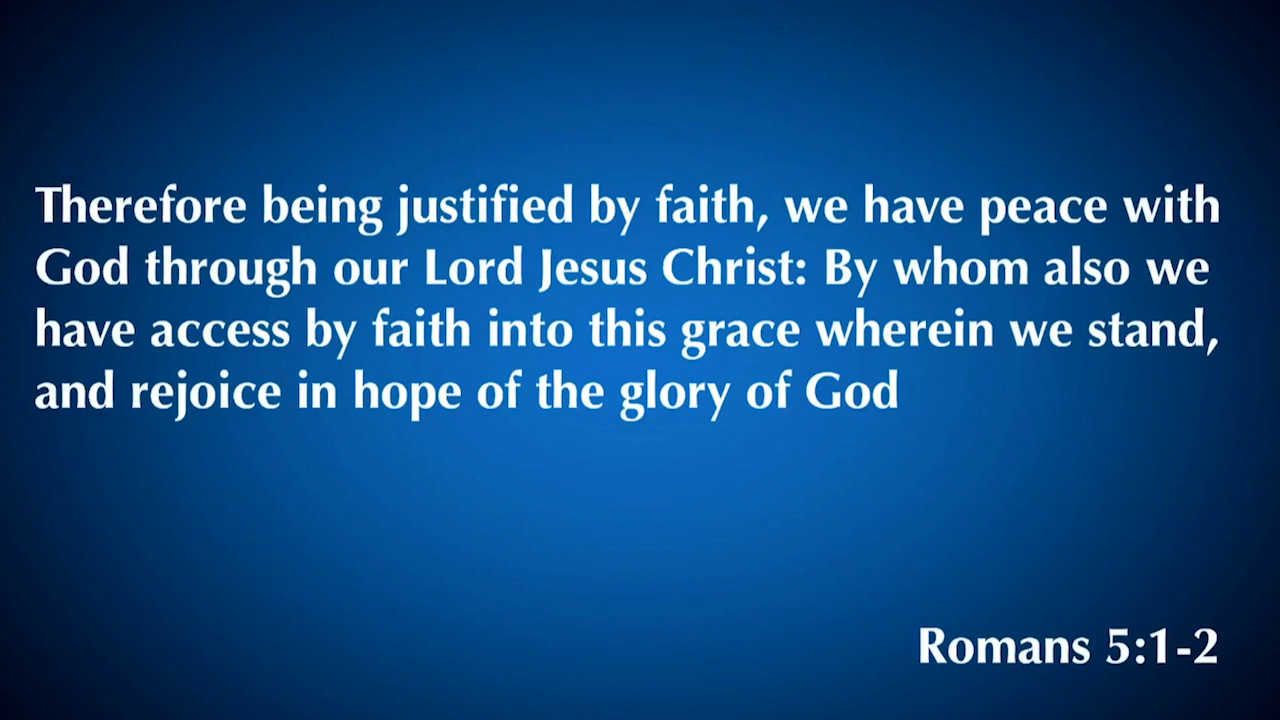 Therefore being justified by faith, we have peace with
God through our Lord Jesus Christ: By whom also we
have access by faith into this grace wherein we stand,
and rejoice in hope of the glory of God
Romans 5:1-2